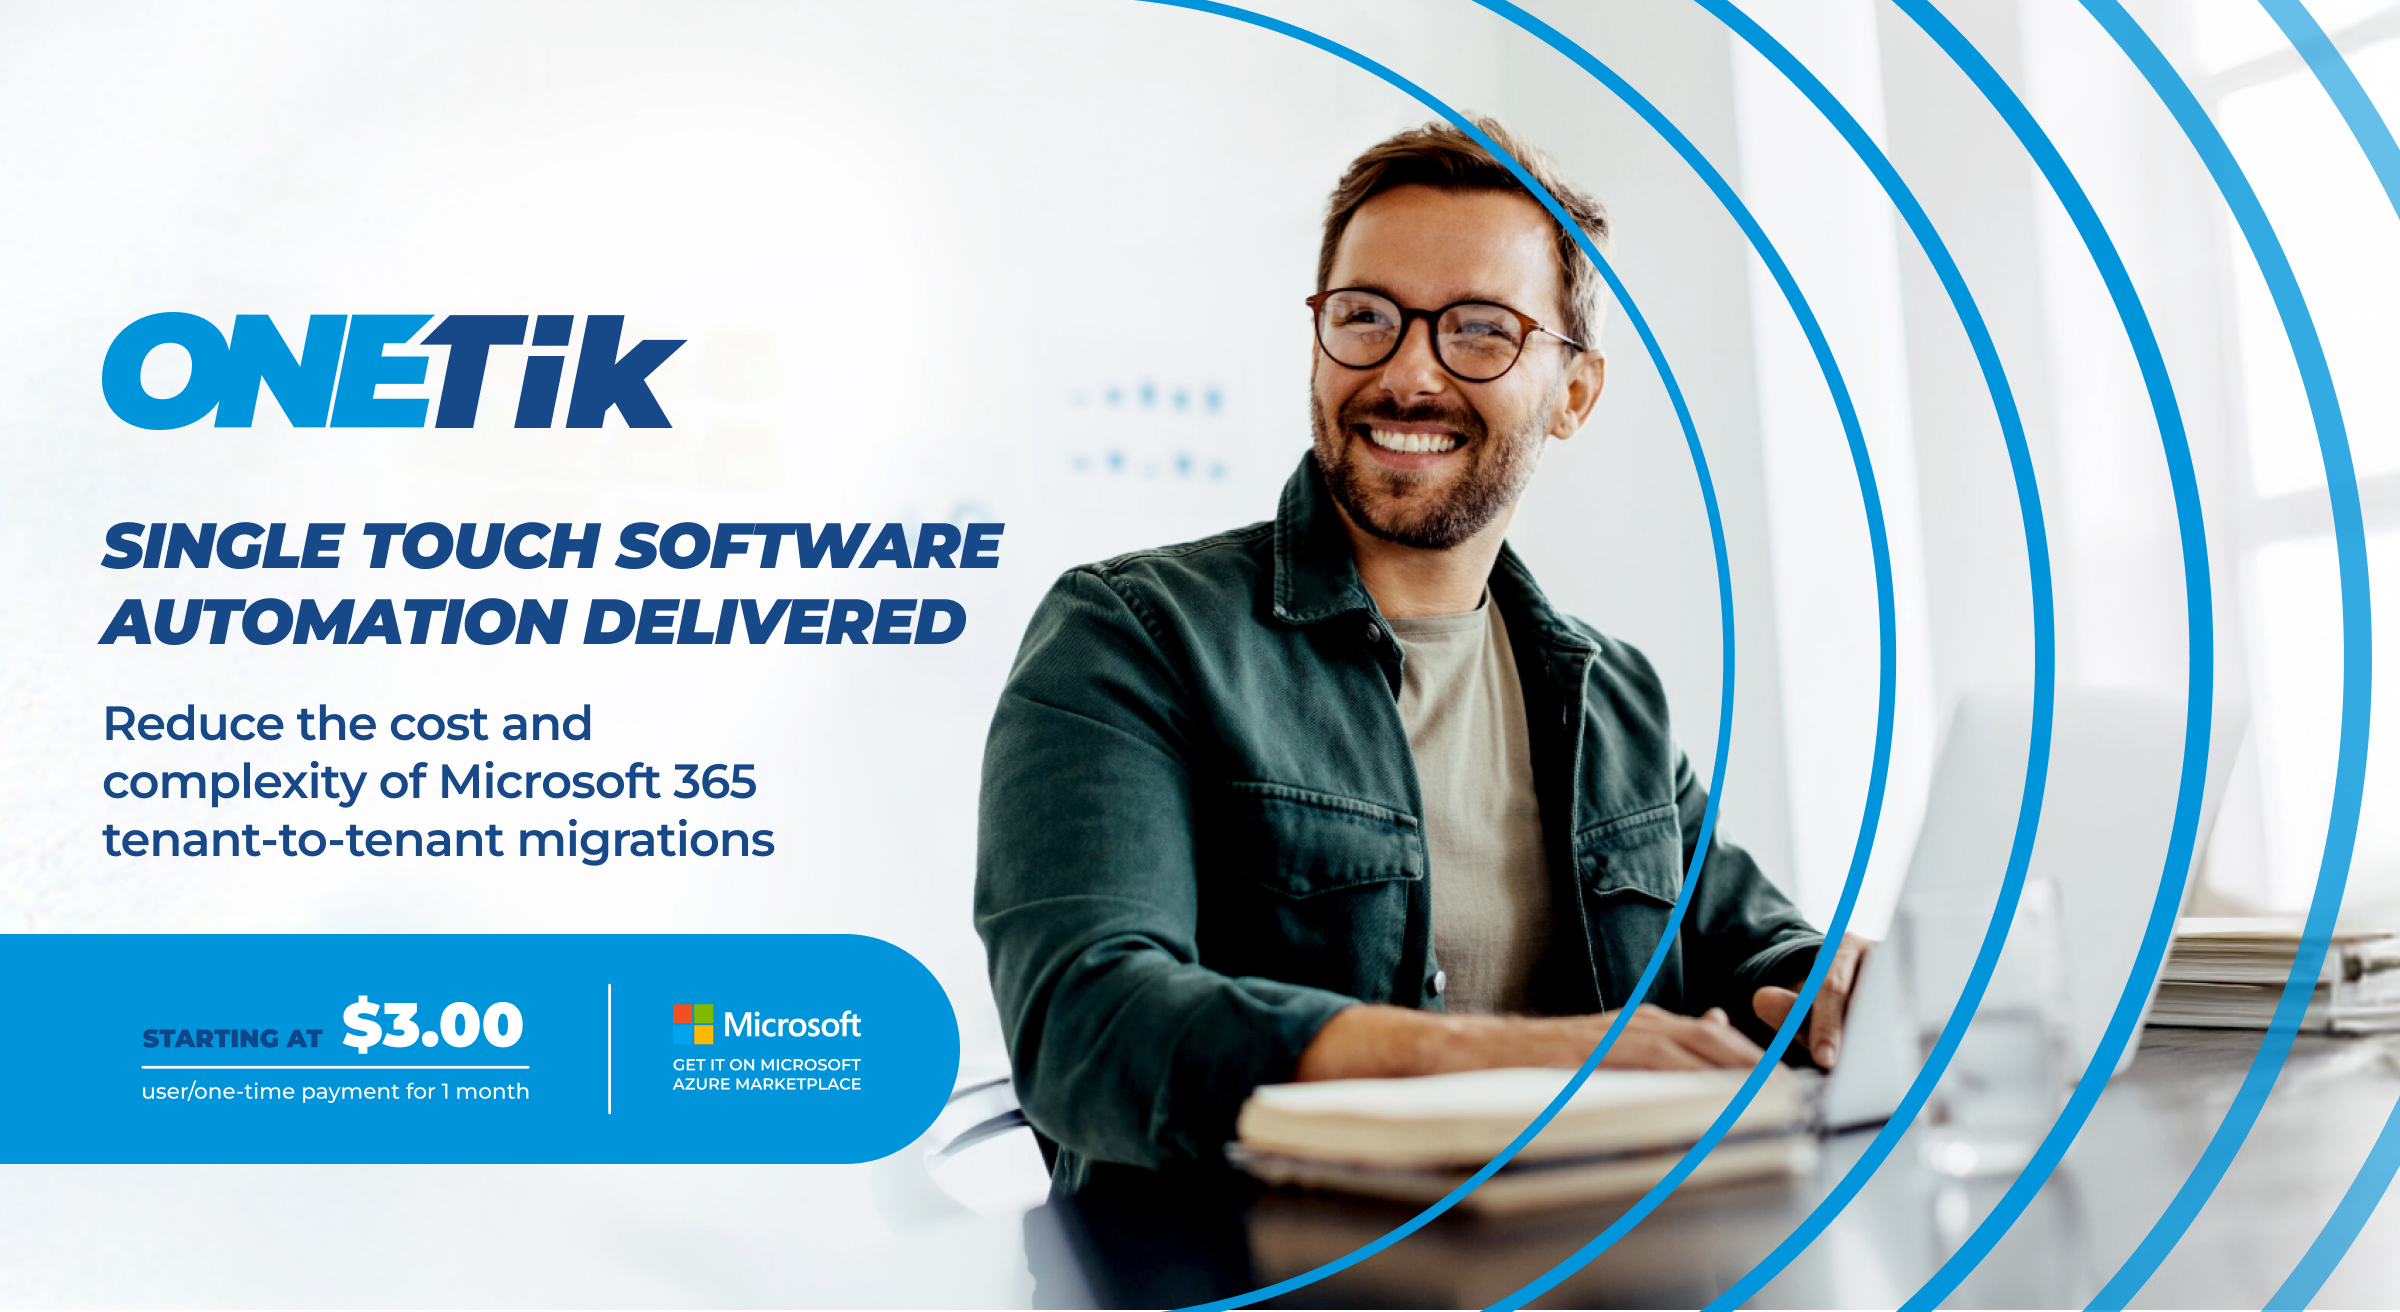 ONETik
SINGLE TOUCH SOFTWARE
AUTOMATION DELIVERED
Reduce the cost and
complexity of Microsoft 365
tenant-to-tenant migrations
STARTING AT $3.00
user/one-time payment for 1 month
Microsoft
GET IT ON MICROSOFT
AZURE MARKETPLACE